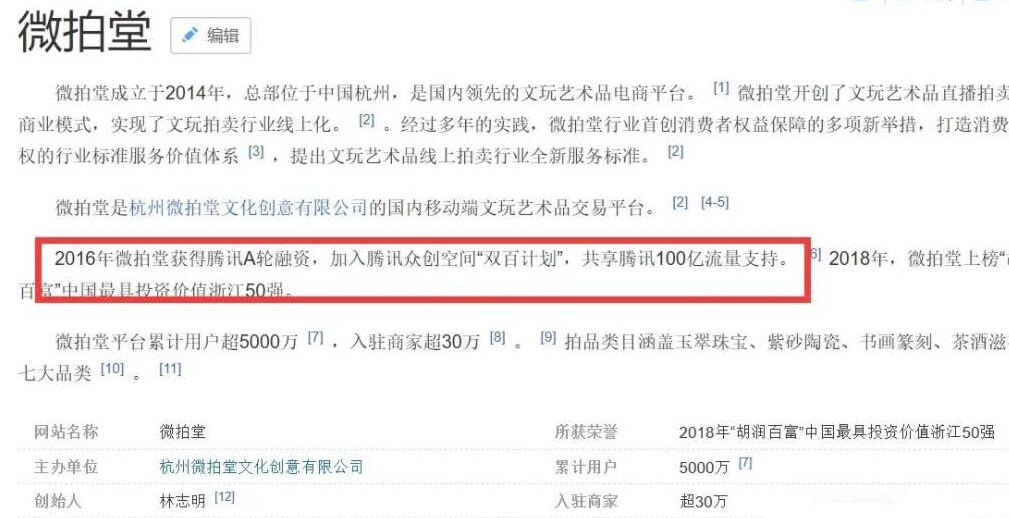 微拍堂
编辑
微拍堂成立于2014年，总部位于中国杭州，是国内领先的文玩艺术品电商平台。 [1] 微拍堂开创了文玩艺术品直播拍卖
商业模式，实现了文玩拍卖行业线上化。 [2] 。经过多年的实践，微拍堂行业首创消费者权益保障的多项新举措，打造消费
权的行业标准服务价值体系 [3] ，提出文玩艺术品线上拍卖行业全新服务标准。 [2]
微拍堂是杭州微拍堂文化创意有限公司的国内移动端文玩艺术品交易平台。 [2] [4-5]
2016年微拍堂获得腾讯A轮融资，加入腾讯众创空间“双百计划”，共享腾讯100亿流量支持。 6] 2018年，微拍堂上榜“
百富”中国最具投资价值浙江50强。
微拍堂平台累计用户超5000万 [7] ，入驻商家超30万 [8] 。 [9] 拍品类目涵盖玉翠珠宝、紫砂陶瓷、书画篆刻、茶酒滋
七大品类 [10] 。 [11]
网站名称 微拍堂 所获荣誉 2018年“胡润百富”中国最具投资价值浙江50强
主办单位 杭州微拍堂文化创意有限公司 累计用户 5000万 [7]
创始人 林志明 [12] 入驻商家 超30万